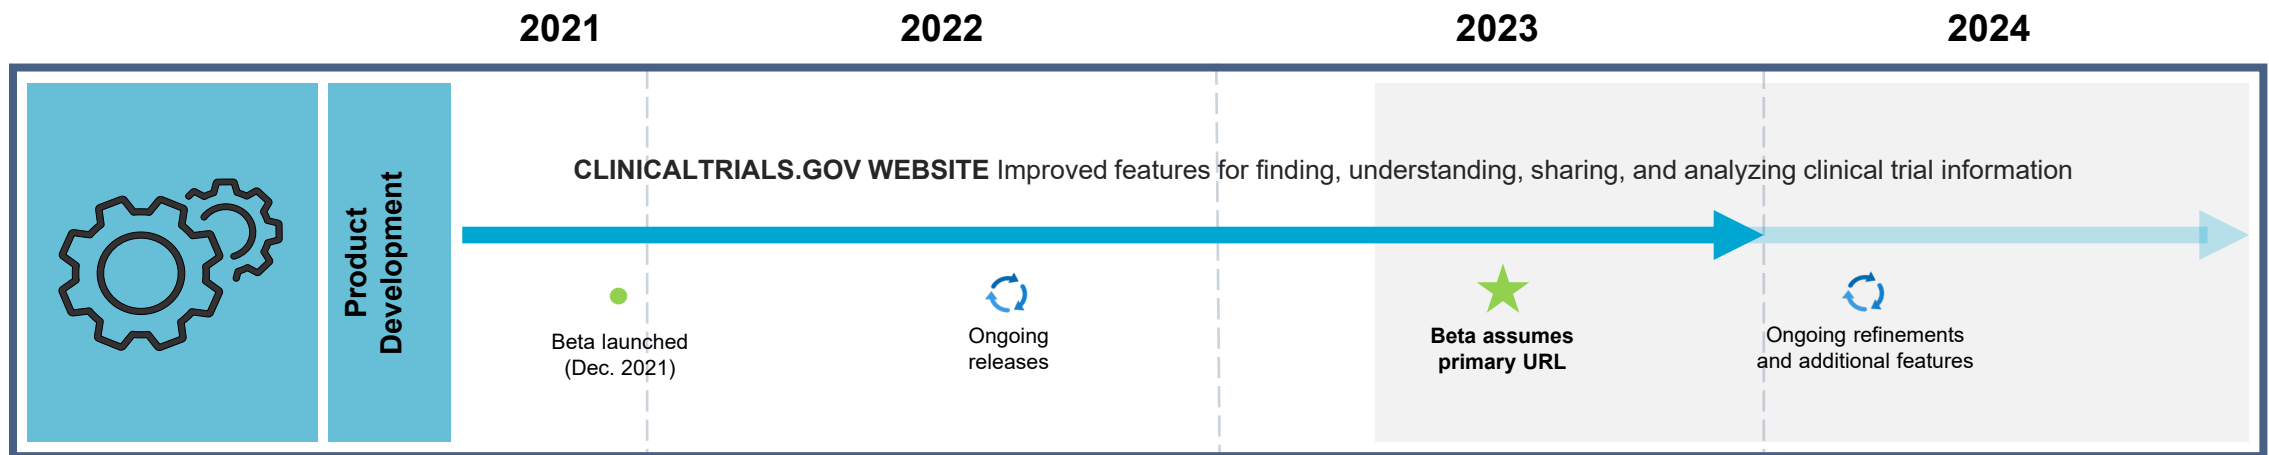 2021 2022 2023 2024
Product
Development
CLINICALTRIALS.GOV WEBSITE Improved features for finding, understanding, sharing, and analyzing clinical trial information
Beta launched
(Dec. 2021)
Ongoing
releases
Beta assumes
primary URL
Ongoing refinements
and additional features